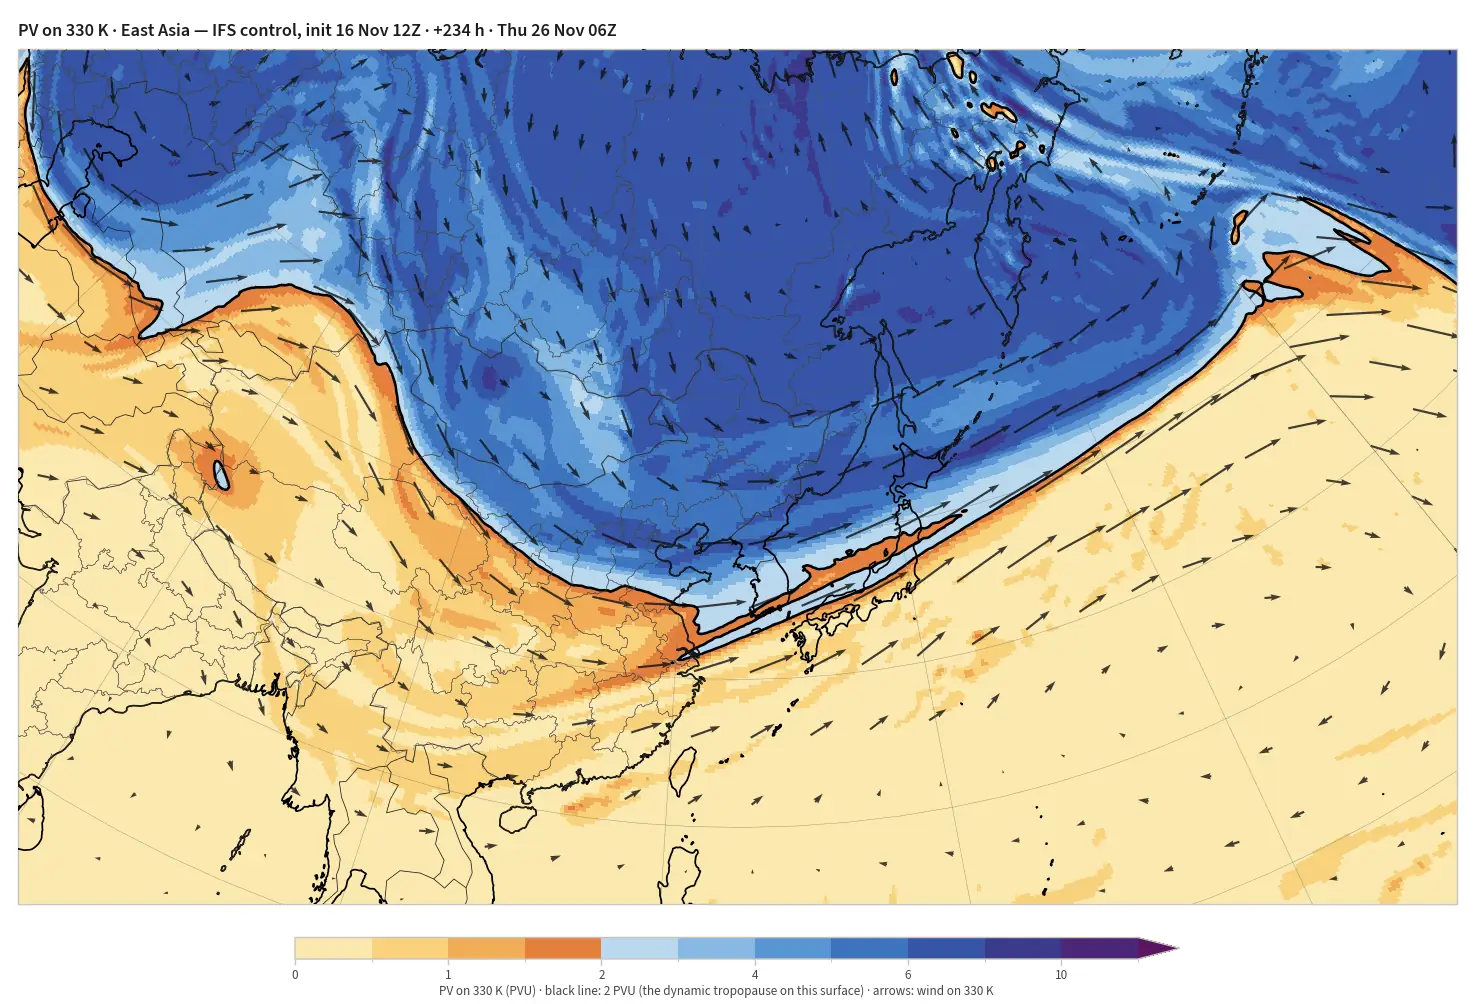 PV on 330 K · East Asia — IFS control, init 16 Nov 12Z · +234 h · Thu 26 Nov 06Z
0 1 2 4 6 10
PV on 330 K (PVU) · black line: 2 PVU (the dynamic tropopause on this surface) · arrows: wind on 330 K